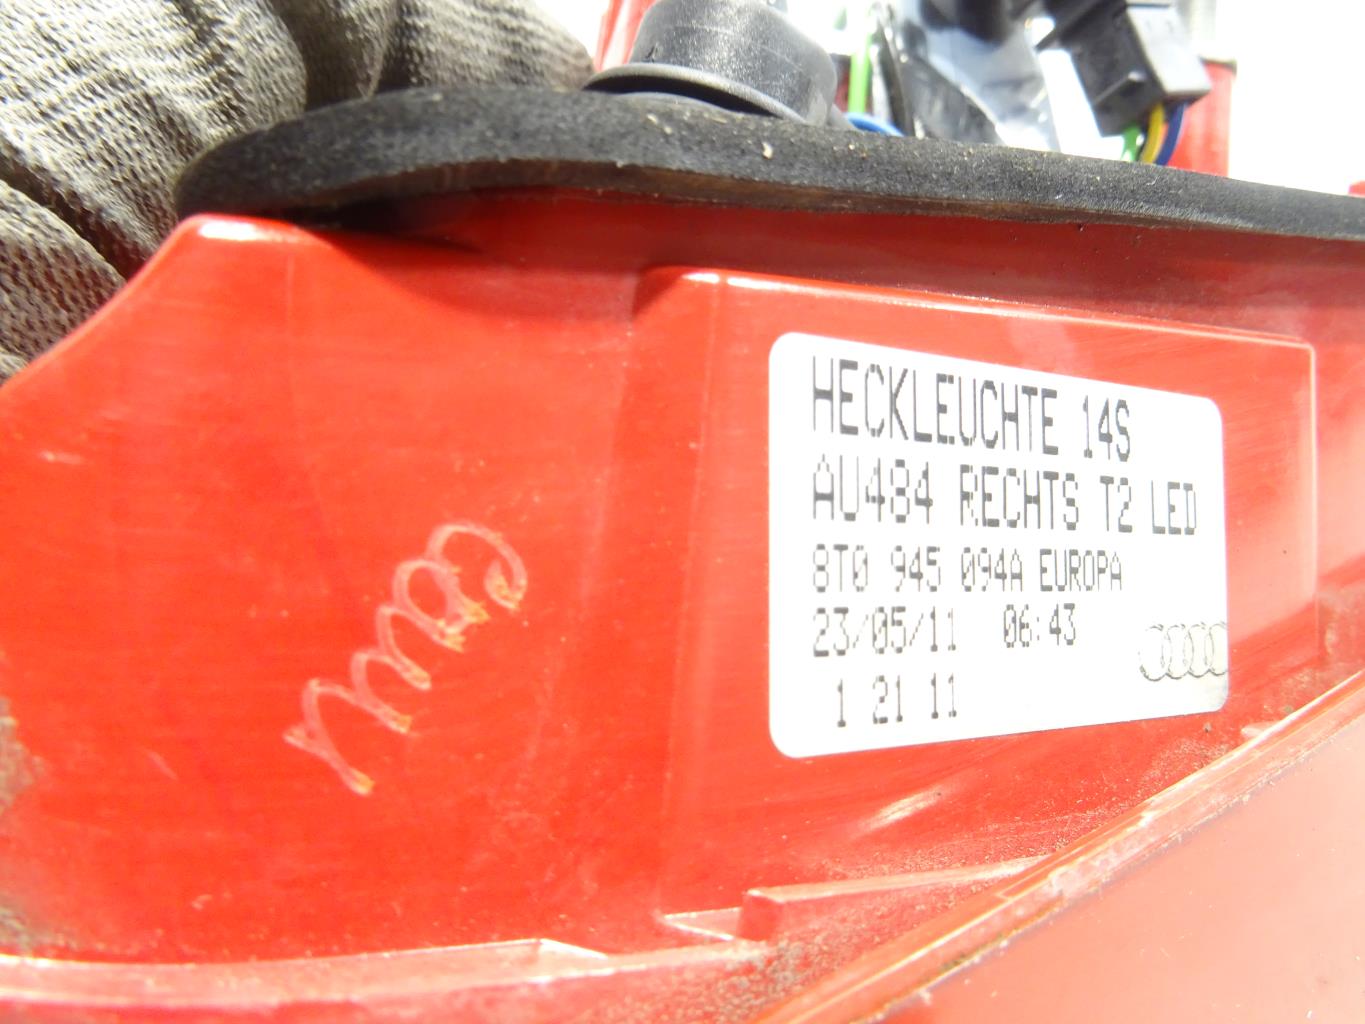 HECKLEUCHTE 14S
AU484 RECHTS T2 LED
8T0 945 094A EUROPA
23/05/11 06:43
1 21 11